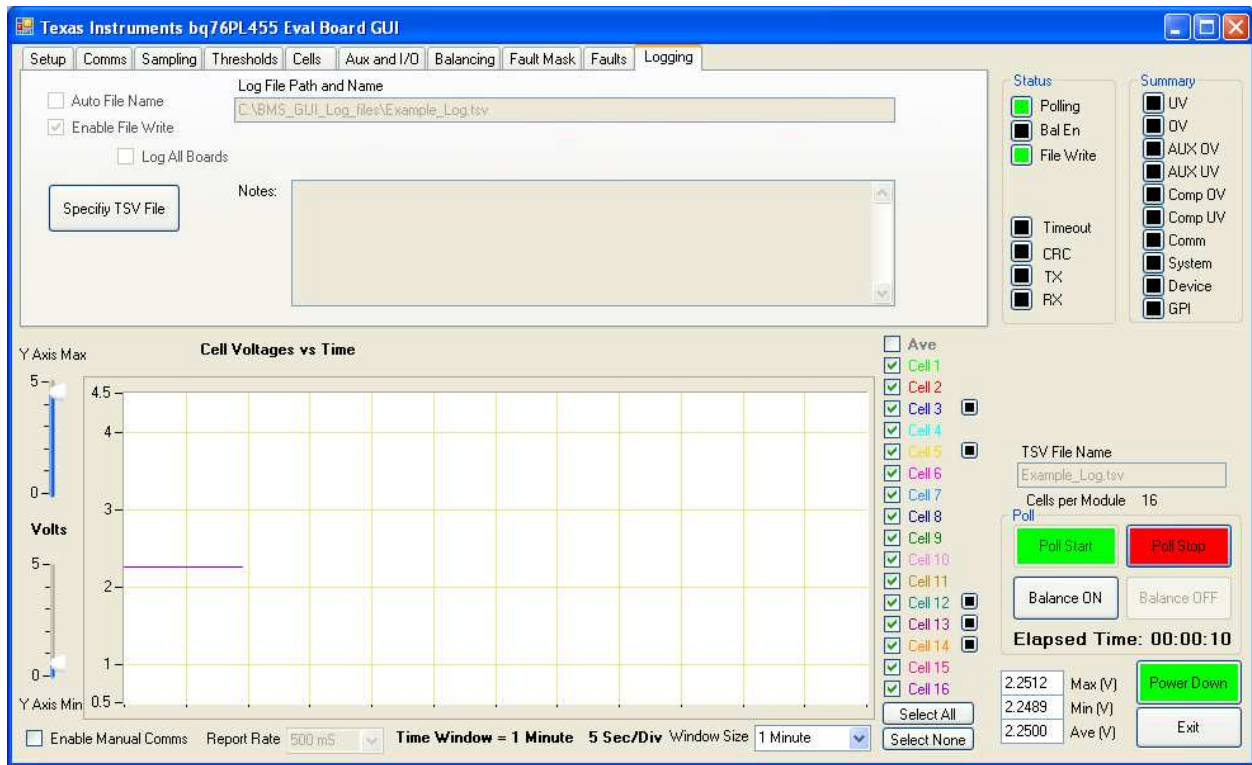 Texas Instruments bq76PL455 Eval Board GUI
Setup Comms Sampling Thresholds Cells Aux and I/O Balancing Fault Mask Faults Logging
Auto File Name
Enable File Write
Log All Boards
Specifiy TSV File
Log File Path and Name
C:\BMS_GUI_Log_files\Example_Log.tsv
Notes:
Status
Polling
Bal En
File Write
Timeout
CRC
TX
RX
Summary
UV
OV
AUX OV
AUX UV
Comp OV
Comp UV
Comm
System
Device
GPI
Y Axis Max
5
0
Volts
5
0
Y Axis Min
Cell Voltages vs Time
4.5
4
3
2
1
0.5
Ave
Cell 1
Cell 2
Cell 3
Cell 4
Cell 5
Cell 6
Cell 7
Cell 8
Cell 9
Cell 10
Cell 11
Cell 12
Cell 13
Cell 14
Cell 15
Cell 16
Select All
Select None
TSV File Name
Example_Log.tsv
Cells per Module 16
Poll
Poll Start Poll Stop
Balance ON Balance OFF
Elapsed Time: 00:00:10
2.2512 Max (V)
2.2489 Min (V)
2.2500 Ave (V)
Power Down
Exit
Enable Manual Comms Report Rate 500 mS Time Window = 1 Minute 5 Sec/Div Window Size 1 Minute